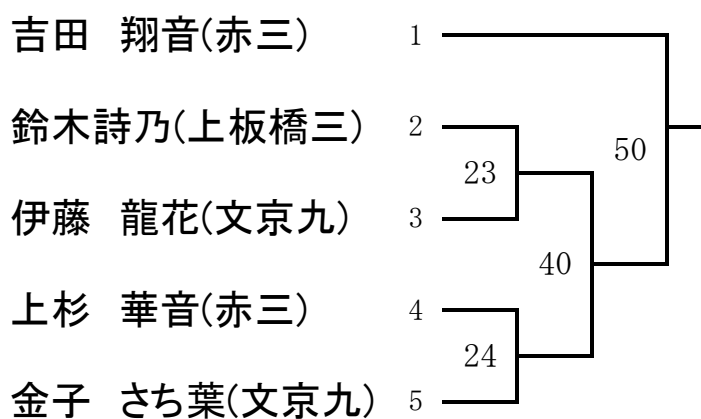 吉田　翔音(赤三) 1
鈴木詩乃(上板橋三) 2
23
50
伊藤　龍花(文京九) 3
40
上杉　華音(赤三) 4
24
金子　さち葉(文京九) 5